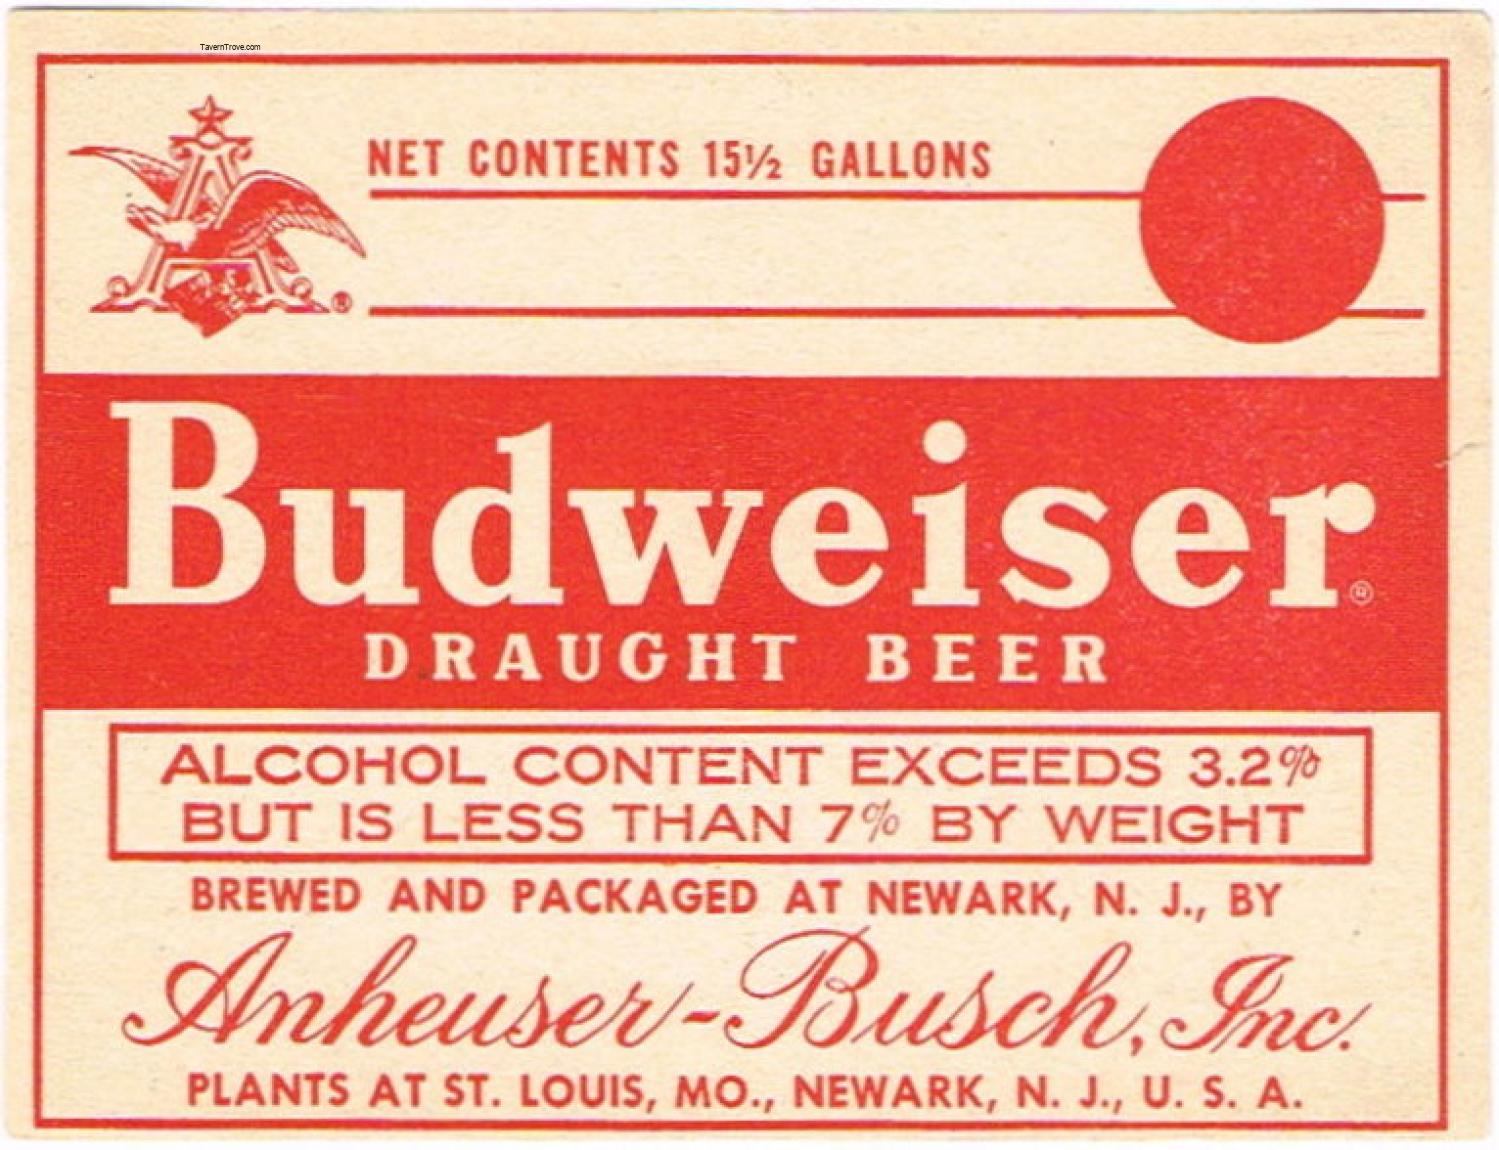 TavernTrove.com
NET CONTENTS 15½ GALLONS
®
Budweiser®
DRAUGHT BEER
ALCOHOL CONTENT EXCEEDS 3.2%
BUT IS LESS THAN 7% BY WEIGHT
BREWED AND PACKAGED AT NEWARK, N. J., BY
Anheuser-Busch, Inc.
PLANTS AT ST. LOUIS, MO., NEWARK, N. J., U. S. A.